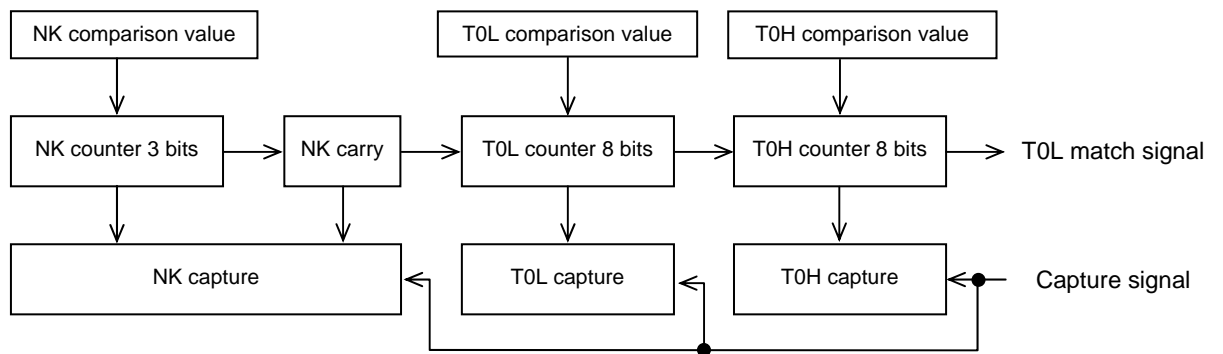 NK comparison value
T0L comparison value
T0H comparison value
NK counter 3 bits
NK carry
T0L counter 8 bits
T0H counter 8 bits
T0L match signal
NK capture
T0L capture
T0H capture
Capture signal